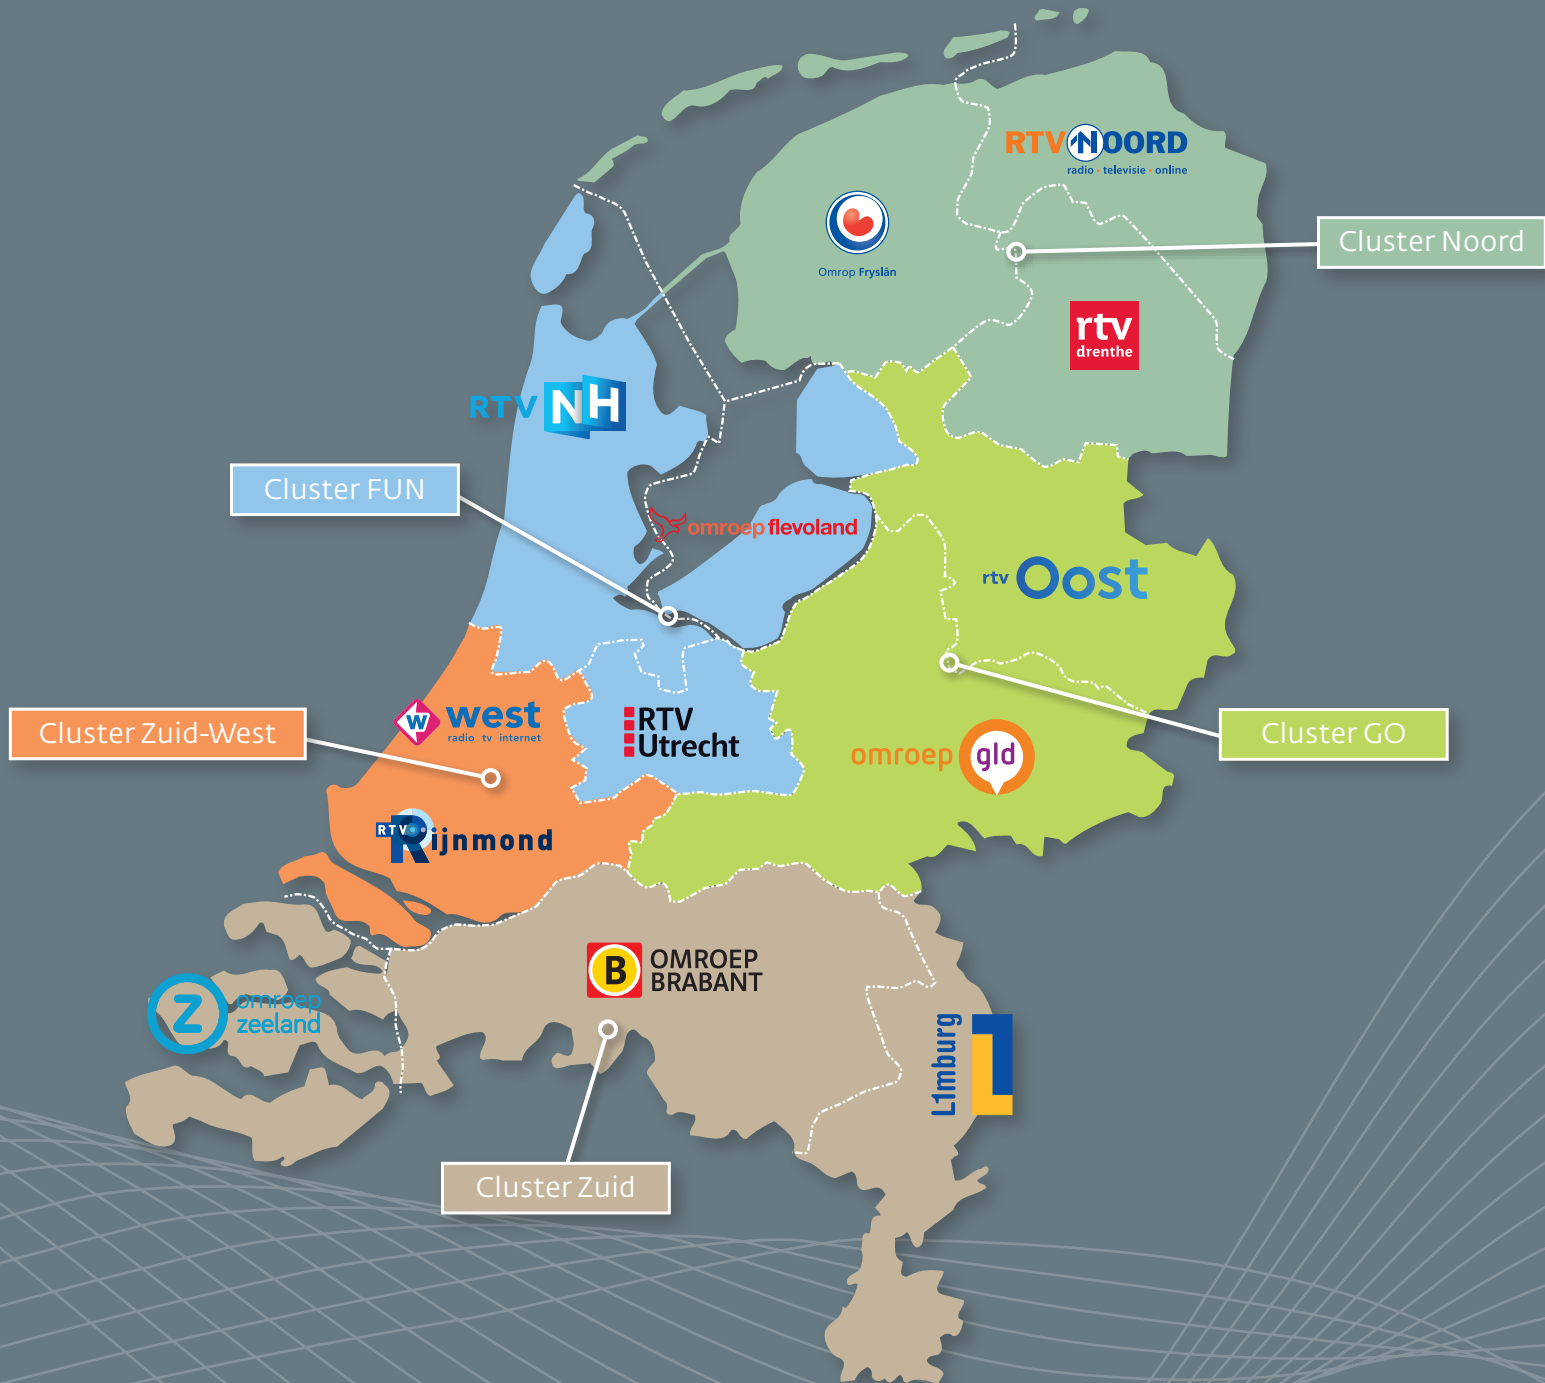 RTV NOORD
radio • televisie • online
Omrop Fryslân
Cluster Noord
rtv
drenthe
RTV NH
Cluster FUN
omroep flevoland
rtv Oost
west
radio tv internet
W
RTV
Utrecht
Cluster Zuid-West
Cluster GO
omroep gld
RTV Rijnmond
B
OMROEP
BRABANT
Z
omroep
zeeland
L1mburg
Cluster Zuid